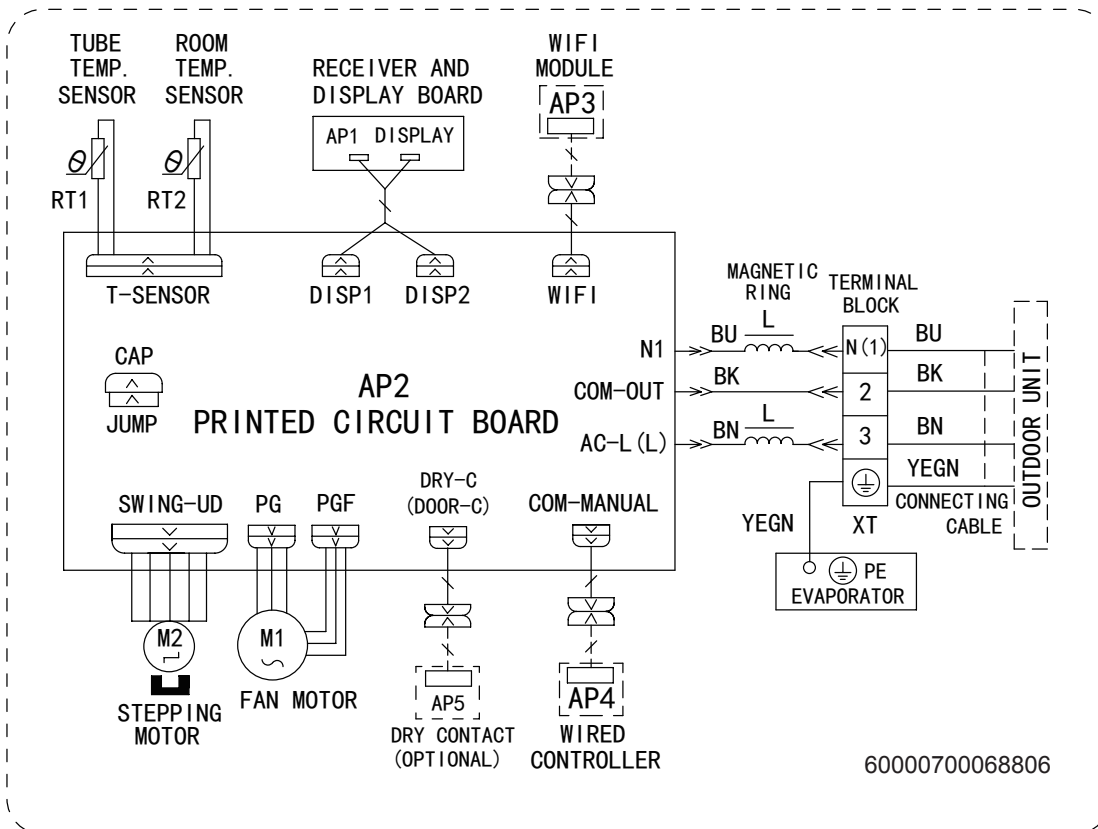 TUBE
TEMP.
SENSOR
ROOM
TEMP.
SENSOR
RECEIVER AND
DISPLAY BOARD
WIFI
MODULE
AP1 DISPLAY
AP3
θ
RT1
θ
RT2
T-SENSOR
DISP1
DISP2
WIFI
MAGNETIC
RING
TERMINAL
BLOCK
CAP
JUMP
AP2
PRINTED CIRCUIT BOARD
N1
BU
L
N(1)
BU
COM-OUT
BK
2
BK
AC-L(L)
BN
L
3
BN
YEGN
OUTDOOR UNIT
CONNECTING
CABLE
XT
YEGN
PE
EVAPORATOR
SWING-UD
PG
PGF
DRY-C
(DOOR-C)
COM-MANUAL
M2
M1
STEPPING
MOTOR
FAN MOTOR
AP5
DRY CONTACT
(OPTIONAL)
AP4
WIRED
CONTROLLER
60000700068806